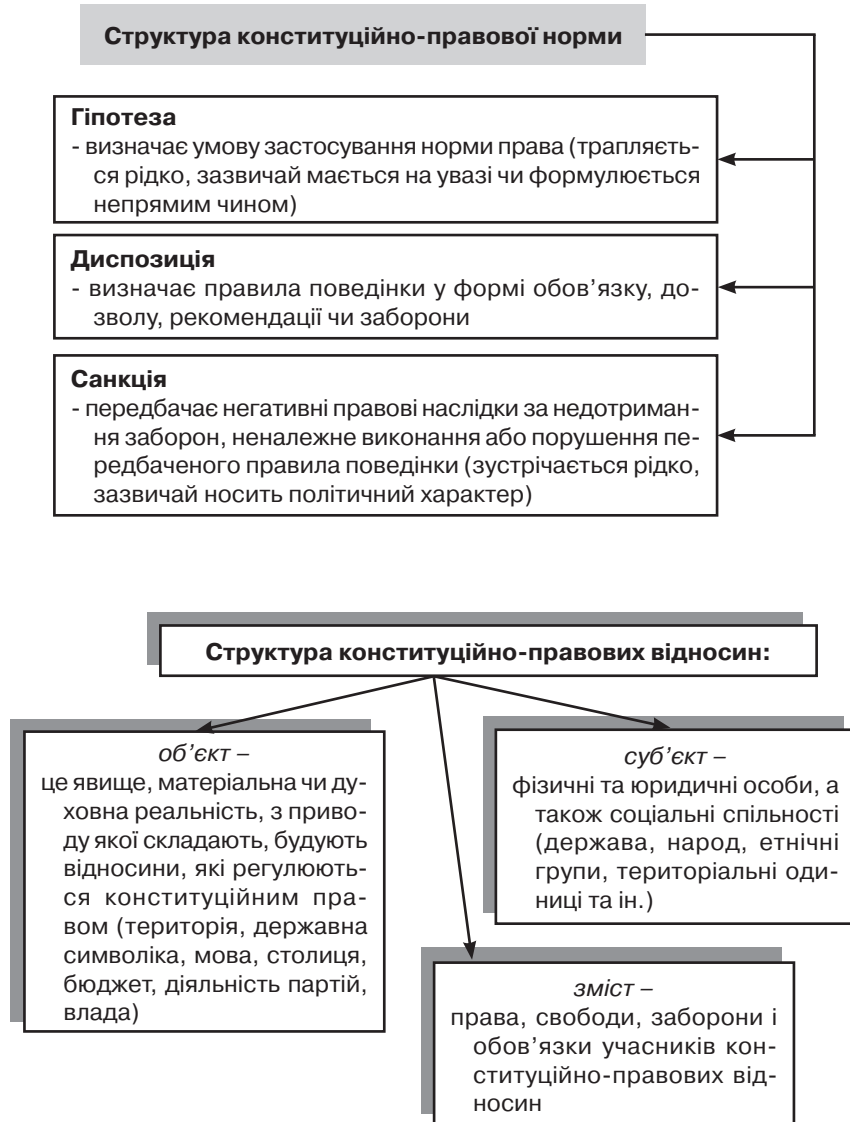 Структура конституційно-правової норми
Гіпотеза
- визначає умову застосування норми права (трапляєть-
ся рідко, зазвичай мається на увазі чи формулюється
непрямим чином)
Диспозиція
- визначає правила поведінки у формі обов’язку, до-
зволу, рекомендації чи заборони
Санкція
- передбачає негативні правові наслідки за недотриман-
ня заборон, неналежне виконання або порушення пе-
редбаченого правила поведінки (зустрічається рідко,
зазвичай носить політичний характер)
Структура конституційно-правових відносин:
об’єкт –
це явище, матеріальна чи ду-
ховна реальність, з приво-
ду якої складають, будують
відносини, які регулюють-
ся конституційним пра-
вом (територія, державна
символіка, мова, столиця,
бюджет, діяльність партій,
влада)
суб’єкт –
фізичні та юридичні особи, а
також соціальні спільності
(держава, народ, етнічні
групи, територіальні оди-
ниці та ін.)
зміст –
права, свободи, заборони і
обов’язки учасників кон-
ституційно-правових від-
носин